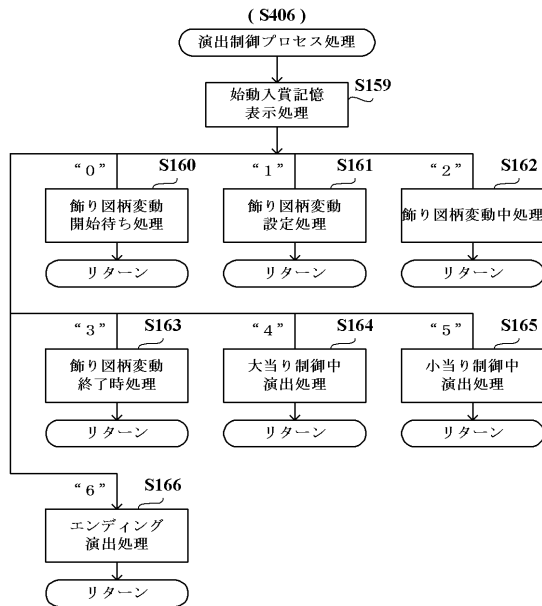 (S406)
演出制御プロセス処理
S159
始動入賞記憶
表示処理
“0”
S160
飾り図柄変動
開始待ち処理
リターン
“1”
S161
飾り図柄変動
設定処理
リターン
“2”
S162
飾り図柄変動中処理
リターン
“3”
S163
飾り図柄変動
終了時処理
リターン
“4”
S164
大当り制御中
演出処理
リターン
“5”
S165
小当り制御中
演出処理
リターン
“6”
S166
エンディング
演出処理
リターン